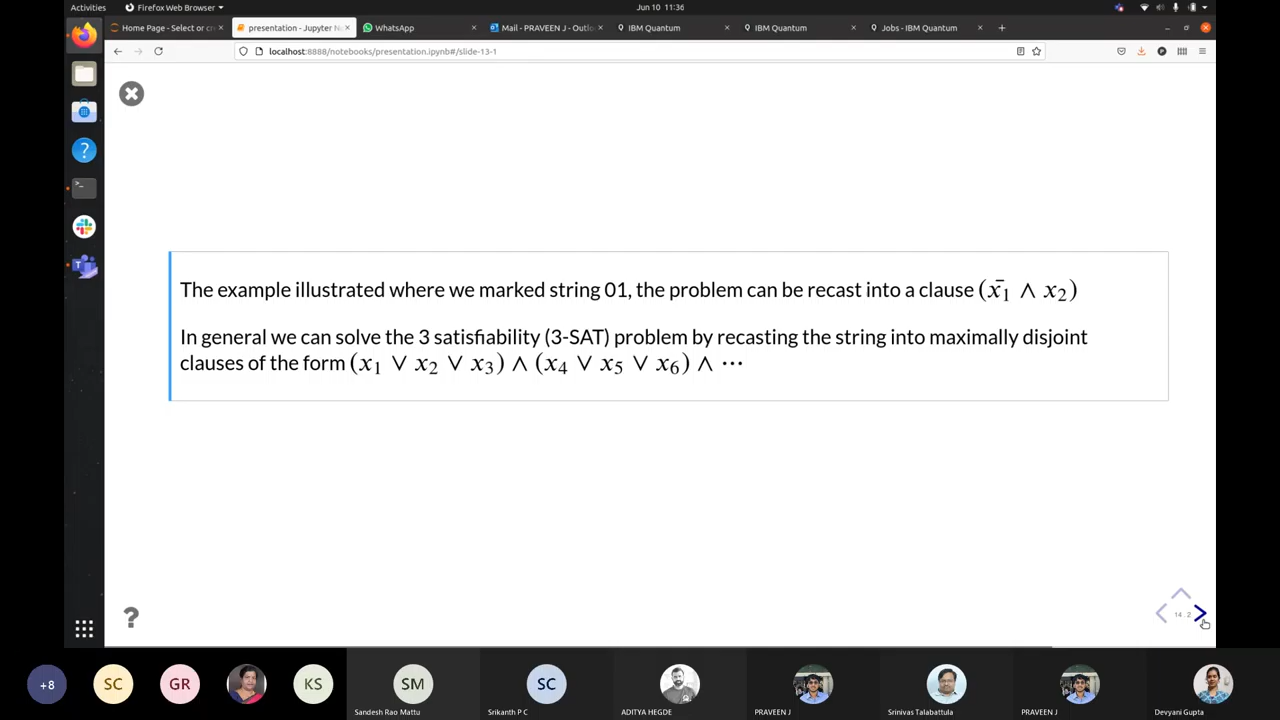 Activities
Firefox Web Browser
Jun 10 11:36
Home Page - Select or cr
presentation - Jupyter N
WhatsApp
Mail - PRAVEEN J - Outlo
IBM Quantum
IBM Quantum
Jobs - IBM Quantum
localhost:8888/notebooks/presentation.ipynb#/slide-13-1
The example illustrated where we marked string 01, the problem can be recast into a clause (x̄₁ ∧ x₂)
In general we can solve the 3 satisfiability (3-SAT) problem by recasting the string into maximally disjoint
clauses of the form (x₁ ∨ x₂ ∨ x₃) ∧ (x₄ ∨ x₅ ∨ x₆) ∧ ⋯
?
14.2
+8
SC
GR
KS
SM
SC
Sandesh Rao Mattu
Srikanth P C
ADITYA HEGDE
PRAVEEN J
Srinivas Talabattula
PRAVEEN J
Devyani Gupta